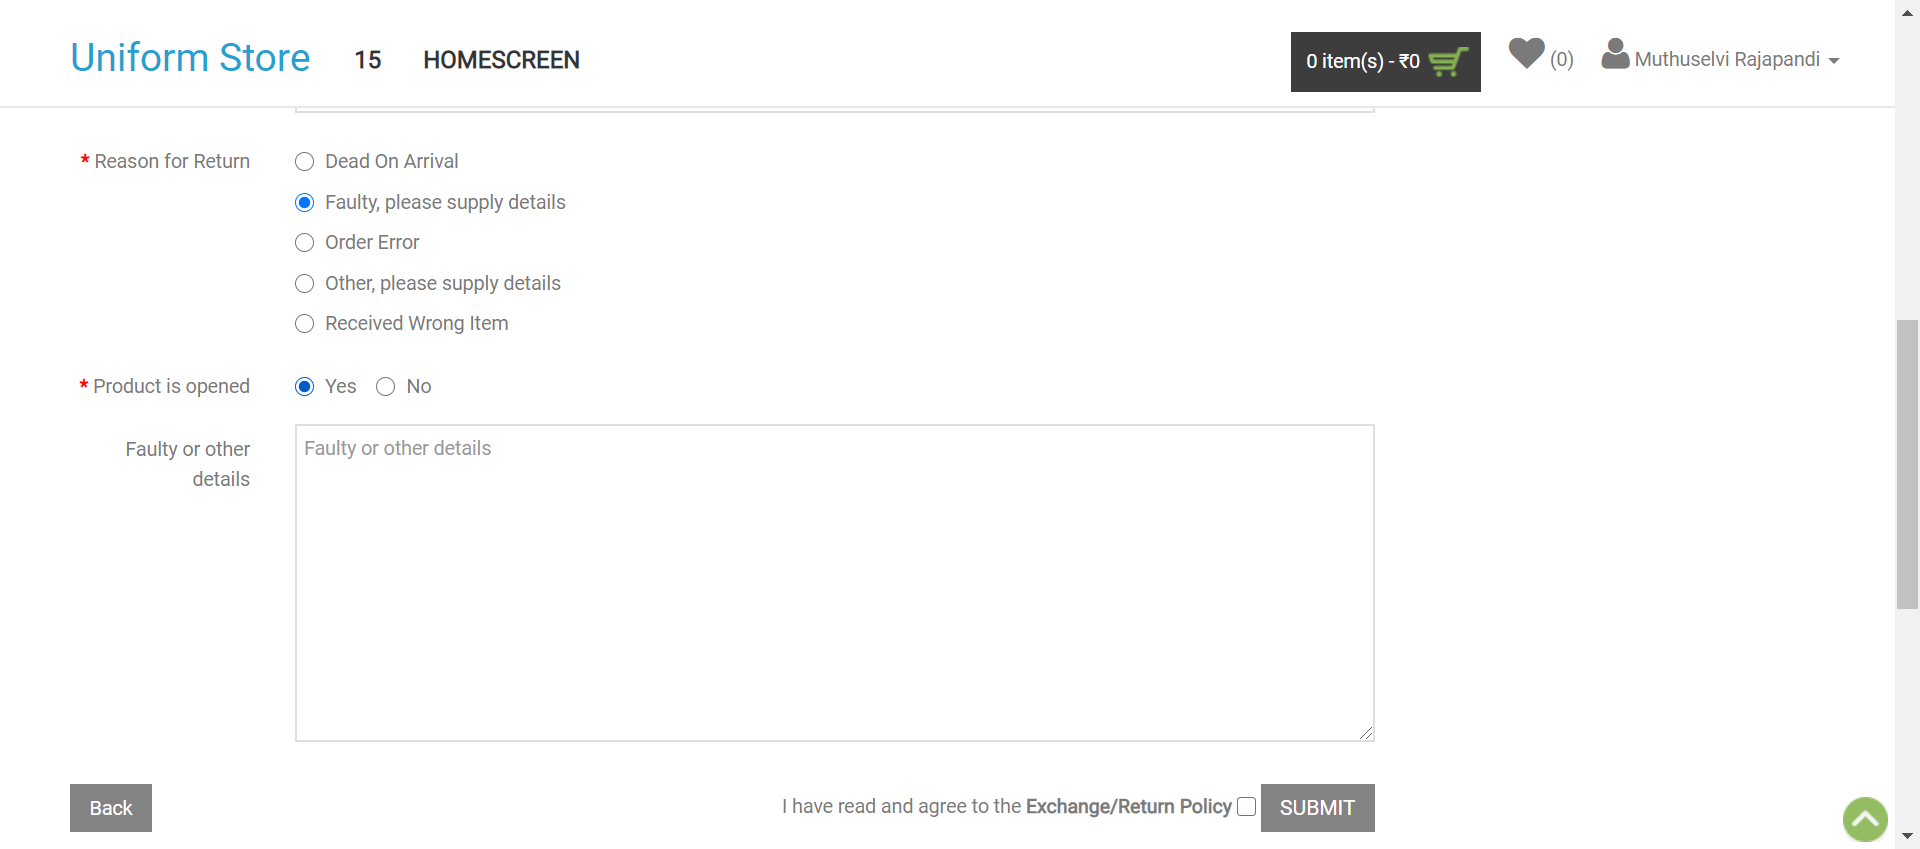 Uniform Store 15 HOMESCREEN 0 item(s) - ₹0 (0) Muthuselvi Rajapandi
* Reason for Return
Dead On Arrival
Faulty, please supply details
Order Error
Other, please supply details
Received Wrong Item
* Product is opened Yes No
Faulty or other
details
Faulty or other details
Back I have read and agree to the Exchange/Return Policy SUBMIT